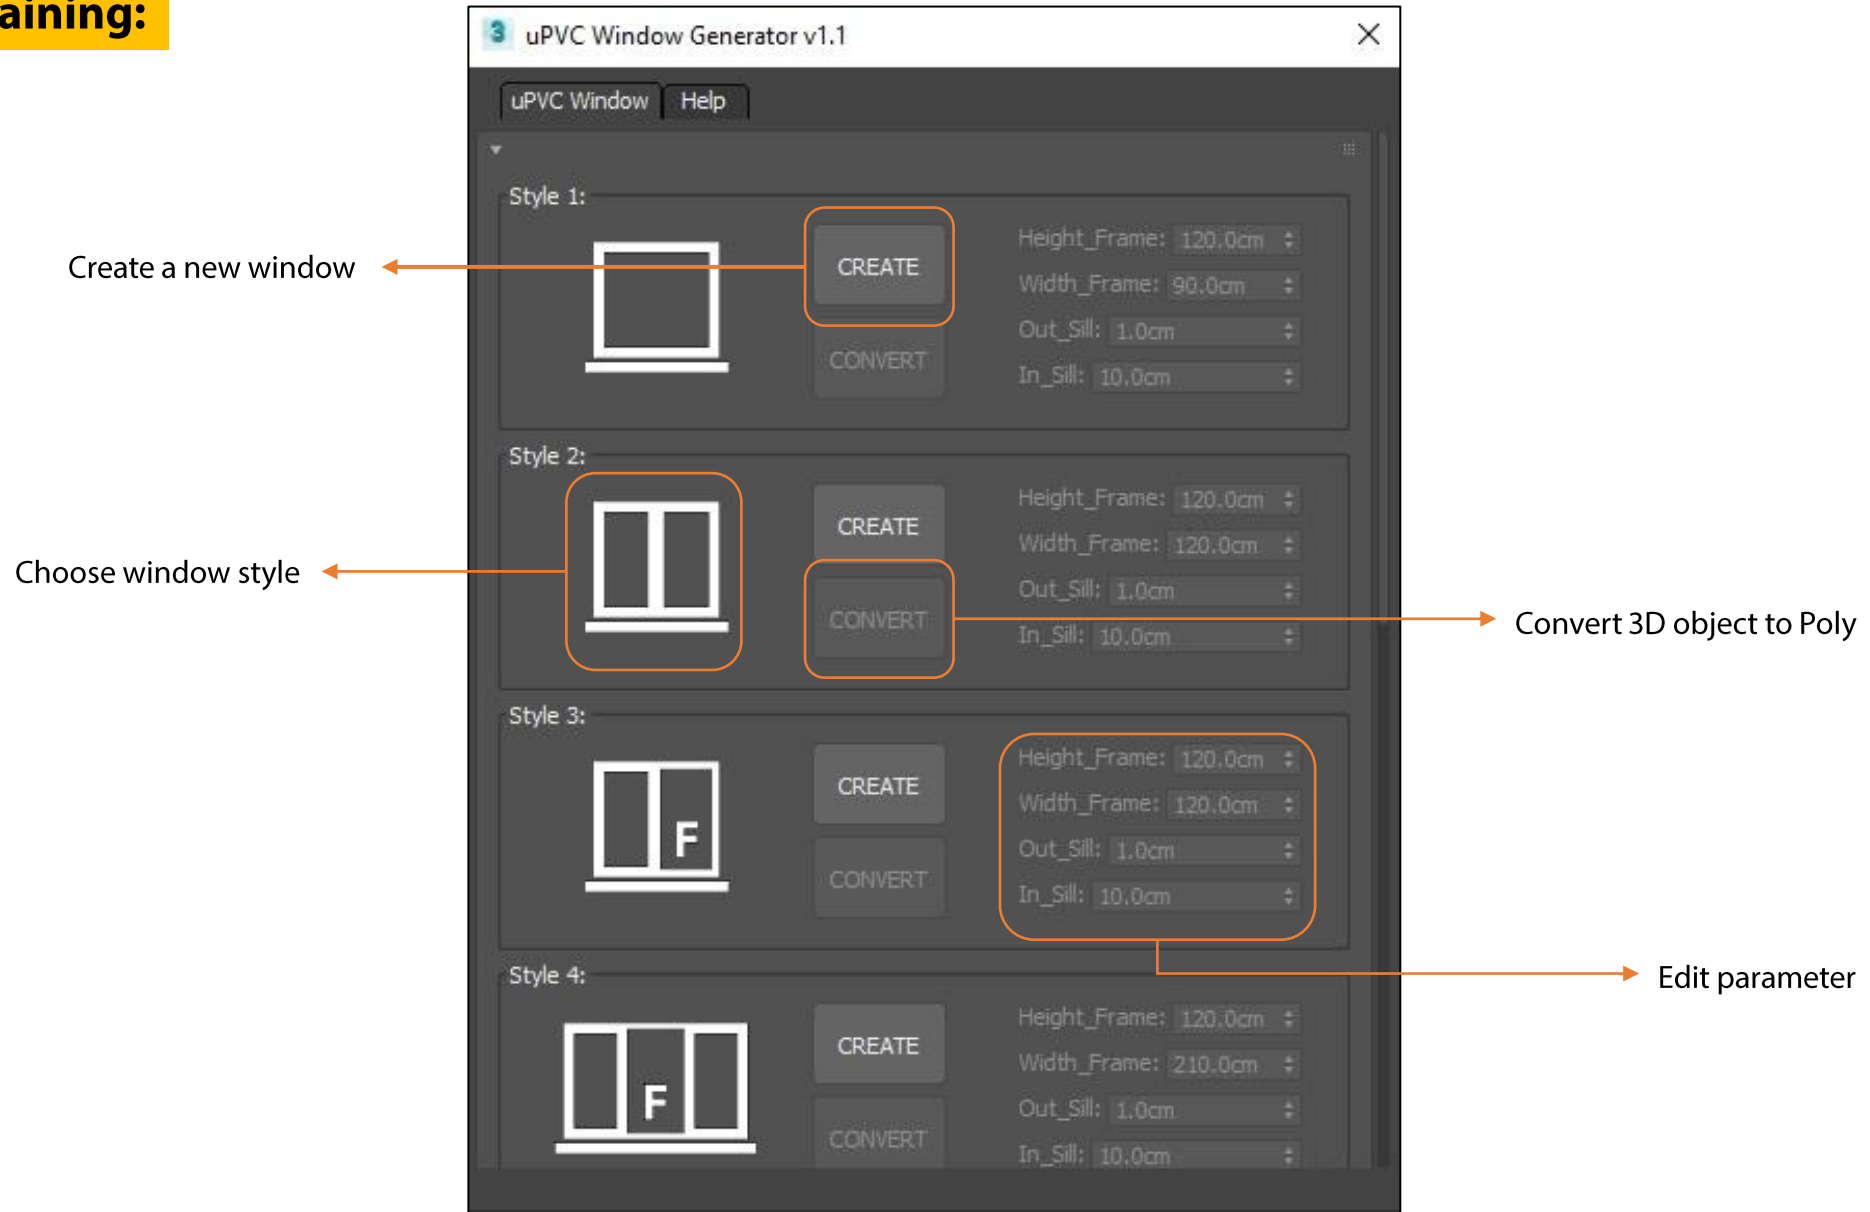 aining:
3 uPVC Window Generator v1.1
uPVC Window Help
Style 1:
Create a new window
CREATE
CONVERT
Height_Frame: 120.0cm
Width_Frame: 90.0cm
Out_Sill: 1.0cm
In_Sill: 10.0cm
Style 2:
Choose window style
CREATE
CONVERT
Height_Frame: 120.0cm
Width_Frame: 120.0cm
Out_Sill: 1.0cm
In_Sill: 10.0cm
Convert 3D object to Poly
Style 3:
F
CREATE
CONVERT
Height_Frame: 120.0cm
Width_Frame: 120.0cm
Out_Sill: 1.0cm
In_Sill: 10.0cm
Edit parameter
Style 4:
F
CREATE
CONVERT
Height_Frame: 120.0cm
Width_Frame: 210.0cm
Out_Sill: 1.0cm
In_Sill: 10.0cm